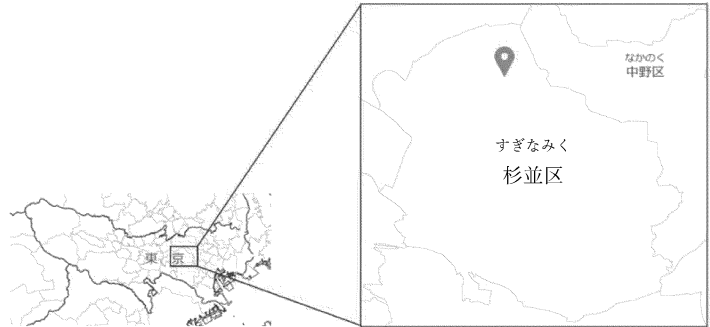 なかのく
中野区
すぎなみく
杉並区
東京